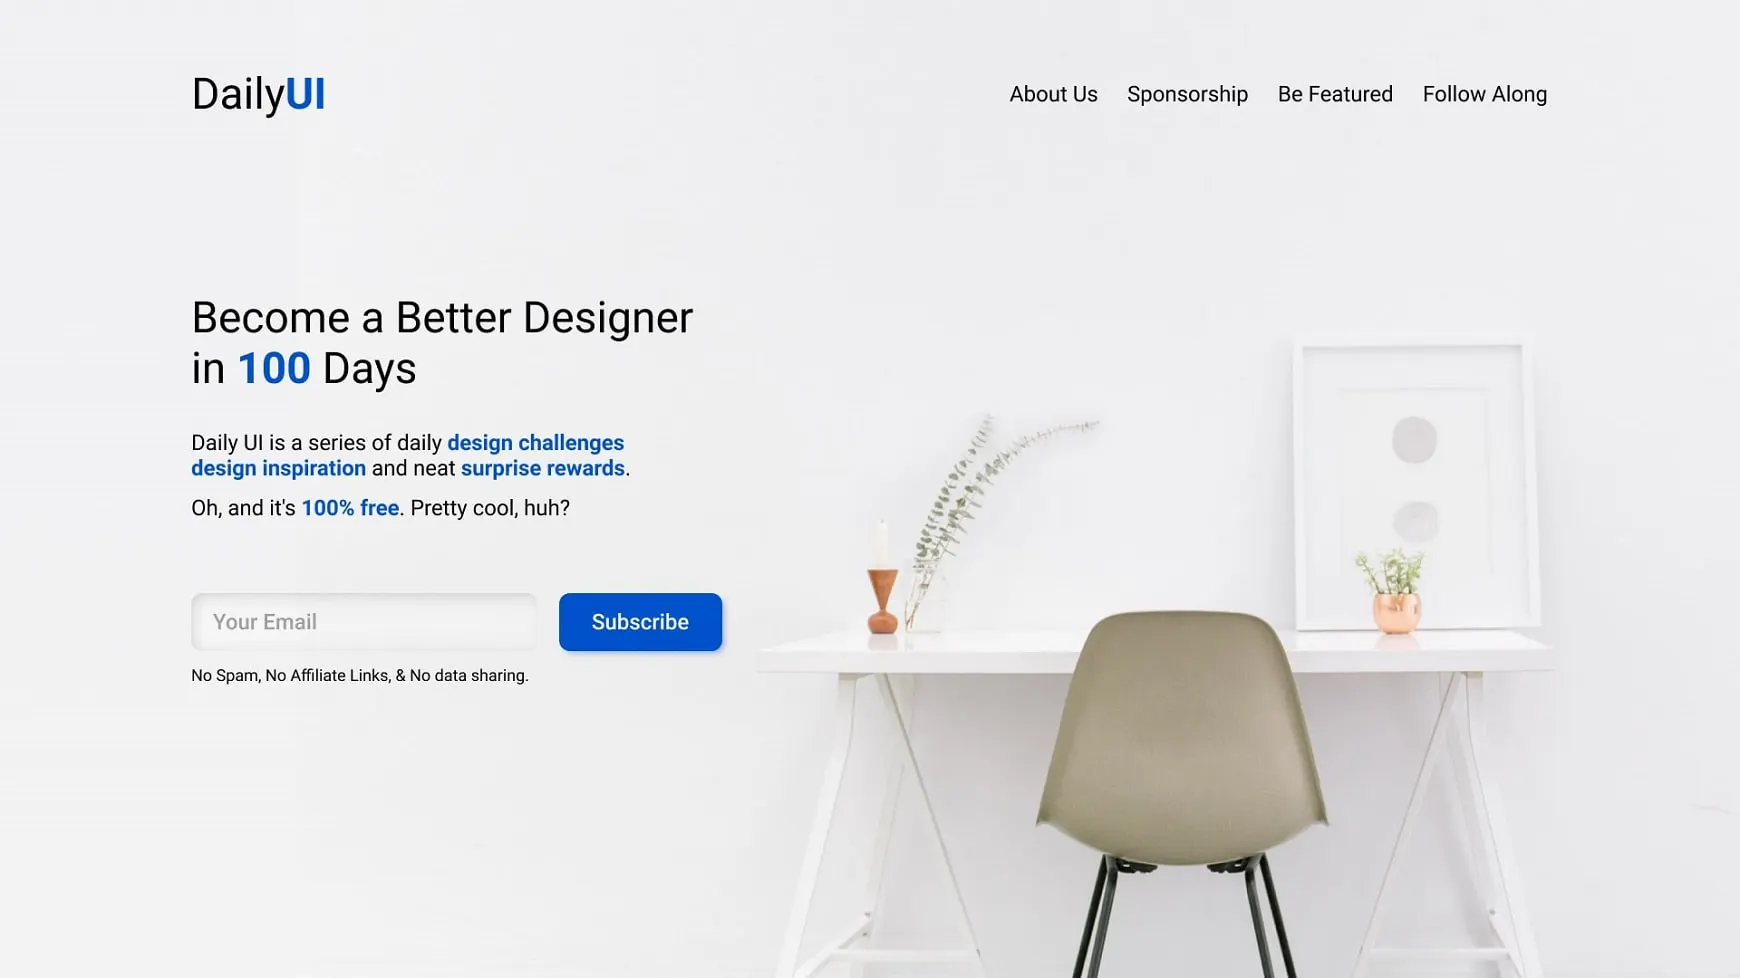 DailyUI
About Us
Sponsorship
Be Featured
Follow Along
Become a Better Designer
in 100 Days
Daily UI is a series of daily design challenges
design inspiration and neat surprise rewards.
Oh, and it's 100% free. Pretty cool, huh?
Your Email
Subscribe
No Spam, No Affiliate Links, & No data sharing.